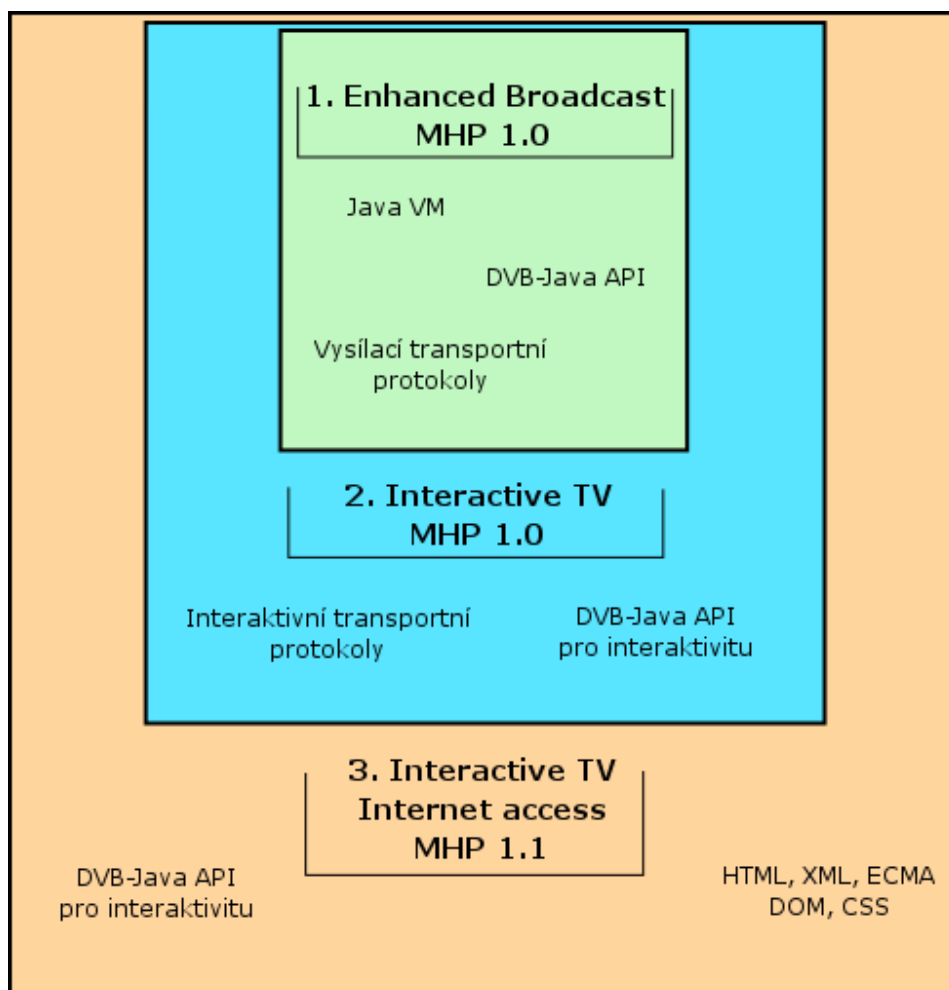 1. Enhanced Broadcast
MHP 1.0
Java VM
DVB-Java API
Vysílací transportní
protokoly
2. Interactive TV
MHP 1.0
Interaktivní transportní
protokoly
DVB-Java API
pro interaktivitu
3. Interactive TV
Internet access
MHP 1.1
DVB-Java API
pro interaktivitu
HTML, XML, ECMA
DOM, CSS